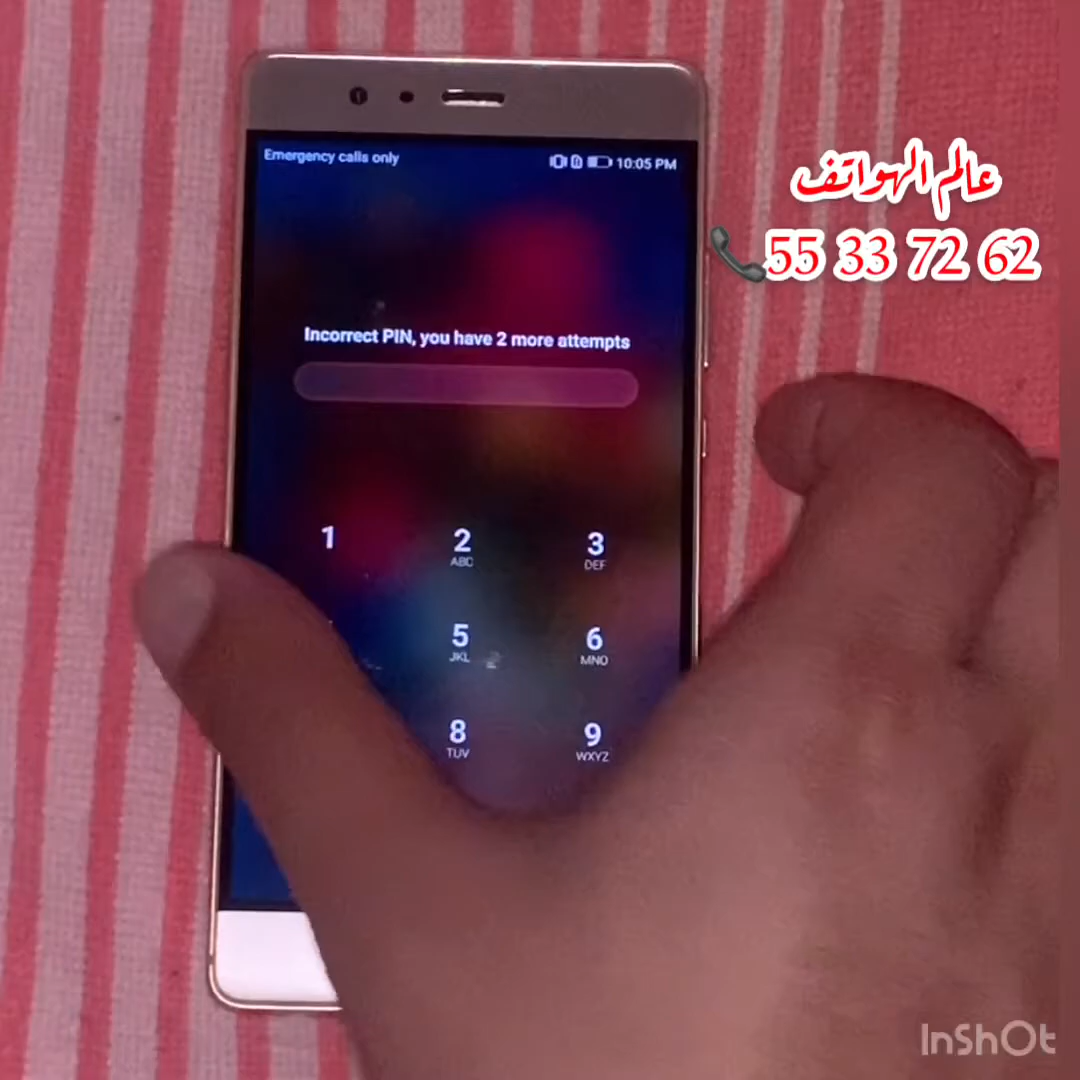 Emergency calls only
10:05 PM
عالم الهواتف
55 33 72 62
Incorrect PIN, you have 2 more attempts
1
2
ABC
3
DEF
5
JKL
6
MNO
8
TUV
9
WXYZ
InShOt